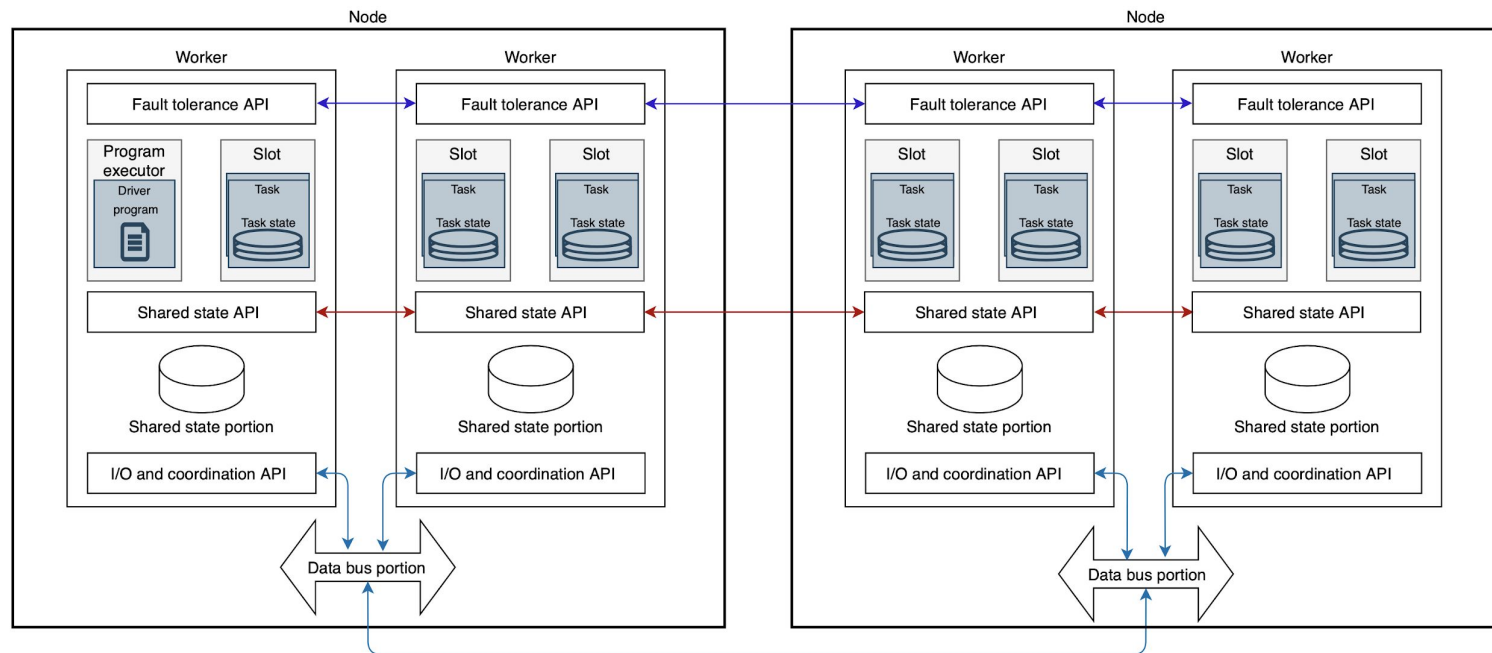 Node
Node
Worker
Worker
Worker
Worker
Fault tolerance API
Fault tolerance API
Fault tolerance API
Fault tolerance API
Program
executor
Driver
program
Slot
Task
Task state
Slot
Task
Task state
Slot
Task
Task state
Slot
Task
Task state
Slot
Task
Task state
Slot
Task
Task state
Slot
Task
Task state
Shared state API
Shared state API
Shared state API
Shared state API
Shared state portion
Shared state portion
Shared state portion
Shared state portion
I/O and coordination API
I/O and coordination API
I/O and coordination API
I/O and coordination API
Data bus portion
Data bus portion